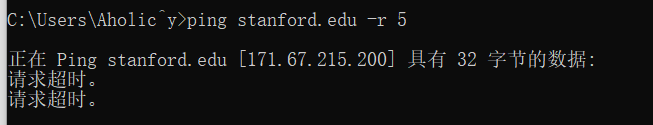 C:\Users\Aholic^y>ping stanford.edu -r 5
正在 Ping stanford.edu [171.67.215.200] 具有 32 字节的数据:
请求超时。
请求超时。